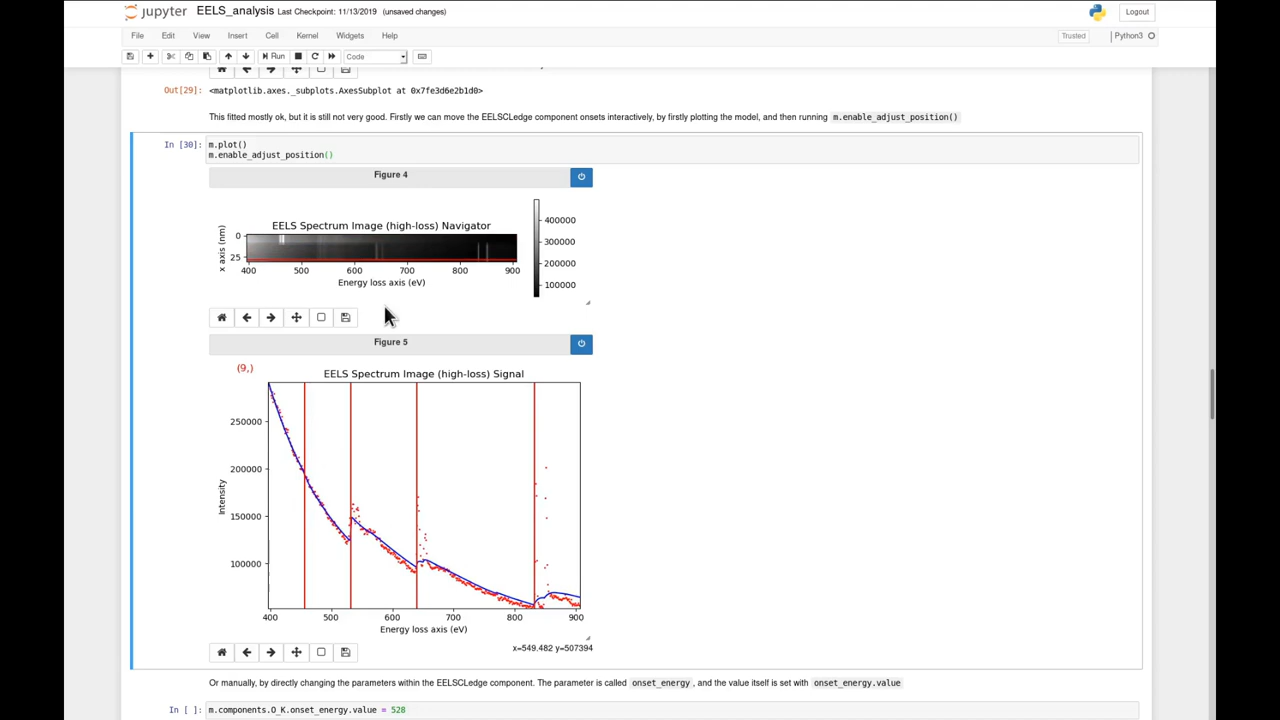 jupyter EELS_analysis Last Checkpoint: 11/13/2019 (unsaved changes) Logout
File Edit View Insert Cell Kernel Widgets Help Trusted Python3
Run Code
Out[29]: <matplotlib.axes._subplots.AxesSubplot at 0x7fe3d6e2b1d0>
This fitted mostly ok, but it is still not very good. Firstly we can move the EELSCLedge component onsets interactively, by firstly plotting the model, and then running m.enable_adjust_position()
In [30]: m.plot()
m.enable_adjust_position()
Figure 4
EELS Spectrum Image (high-loss) Navigator
x axis (nm)
0
25
400 500 600 700 800 900
Energy loss axis (eV)
400000
300000
200000
100000
Figure 5
(9,)
EELS Spectrum Image (high-loss) Signal
Intensity
250000
200000
150000
100000
400 500 600 700 800 900
Energy loss axis (eV)
x=549.482 y=507394
Or manually, by directly changing the parameters within the EELSCLedge component. The parameter is called onset_energy, and the value itself is set with onset_energy.value
In [ ]: m.components.O_K.onset_energy.value = 528